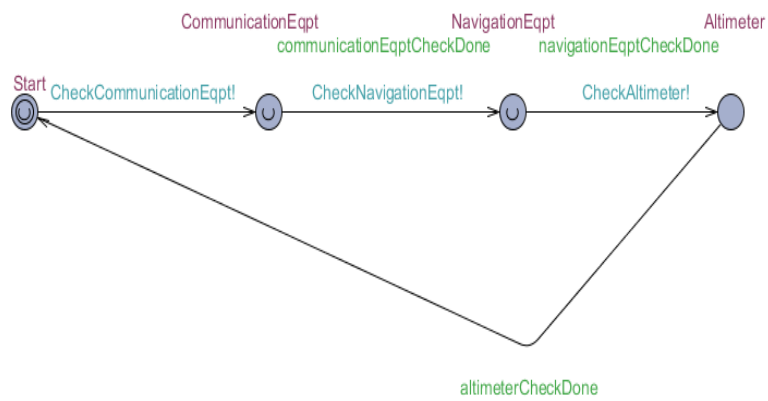 CommunicationEqpt
NavigationEqpt
Altimeter
communicationEqptCheckDone
navigationEqptCheckDone
Start
CheckCommunicationEqpt!
CheckNavigationEqpt!
CheckAltimeter!
altimeterCheckDone